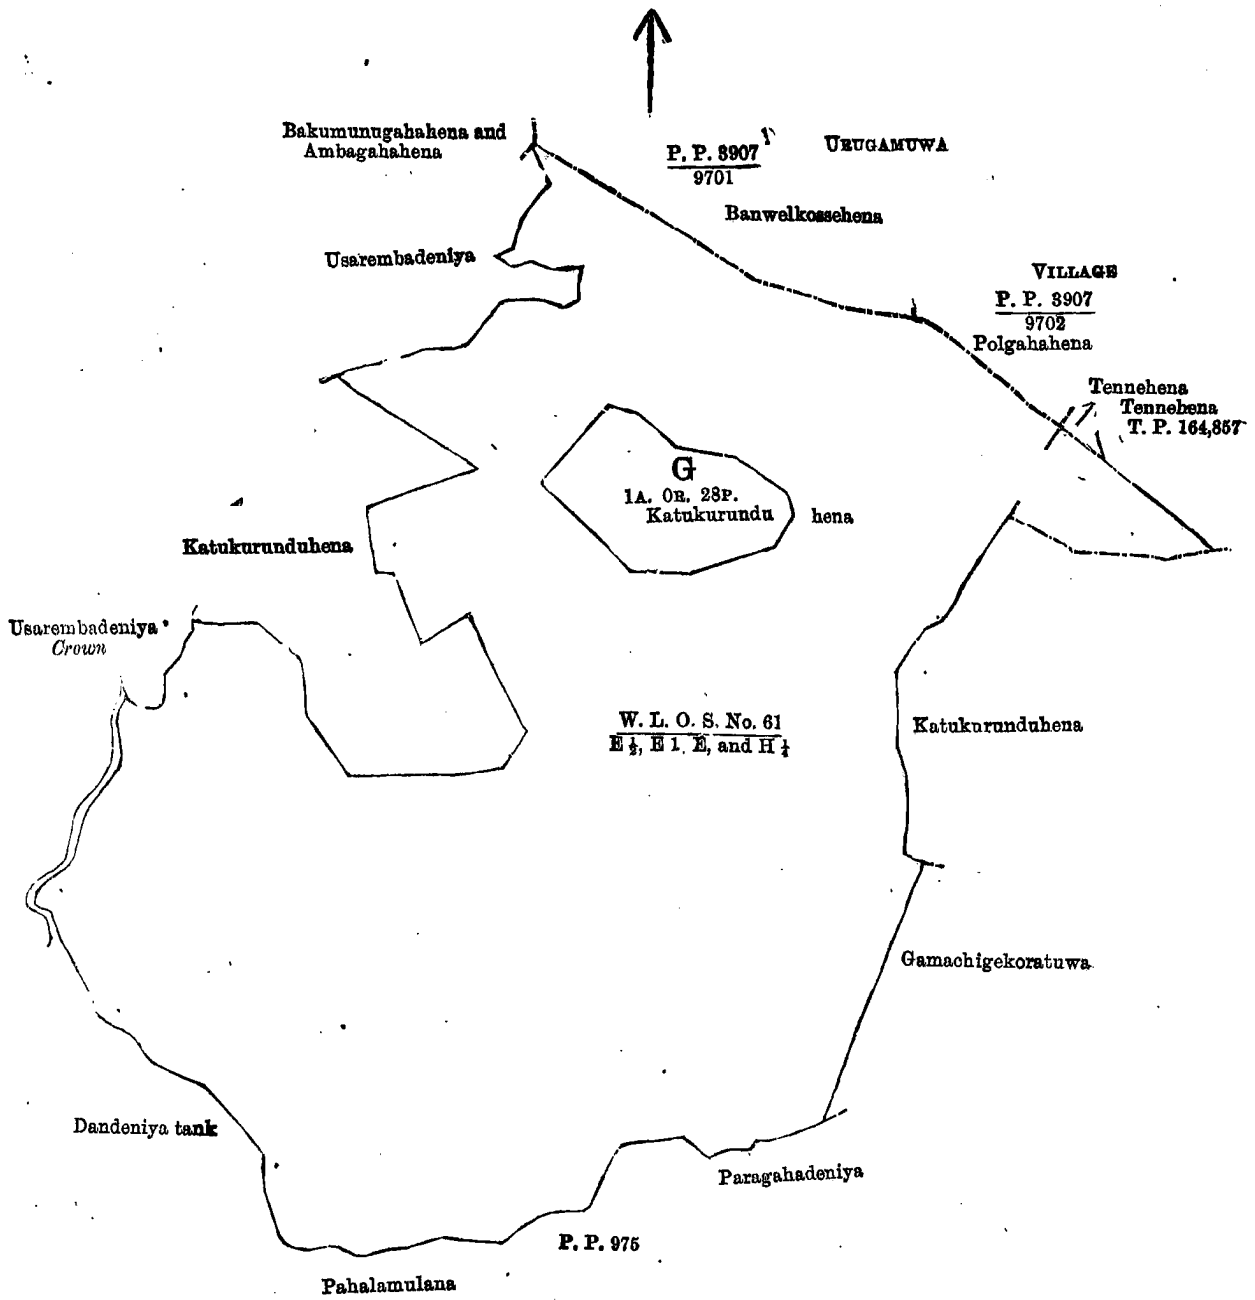 Bakumunugahahena and
Ambagahahena
P. P. 3907
9701
URUGAMUWA
Banwelkossehena
Usarembadeniya
VILLAGE
P. P. 3907
9702
Polgahahena
Tennehena
Tennehena
T. P. 164,857
G
1A. 0R. 28P.
Katukurundu hena
Katukurunduhena
Usarembadeniya
Crown
W. L. O. S. No. 61
E ½, E 1, E, and H ¼
Katukurunduhena
Gamachigekoratuwa
Dandeniya tank
Paragahadeniya
P. P. 975
Pahalamulana